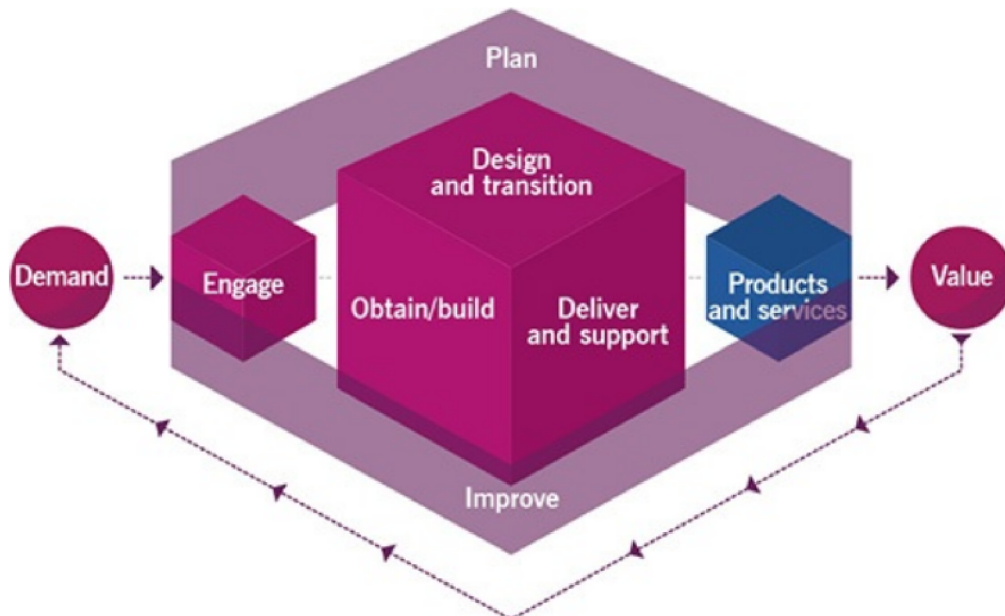 Plan
Design
and transition
Demand
Engage
Obtain/build
Deliver
and support
Products
and services
Value
Improve